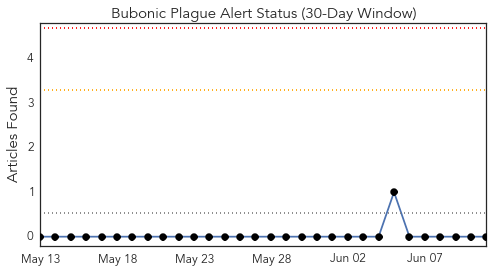 Bubonic Plague Alert Status (30-Day Window)
Articles Found
4
3
2
1
0
May 13 May 18 May 23 May 28 Jun 02 Jun 07